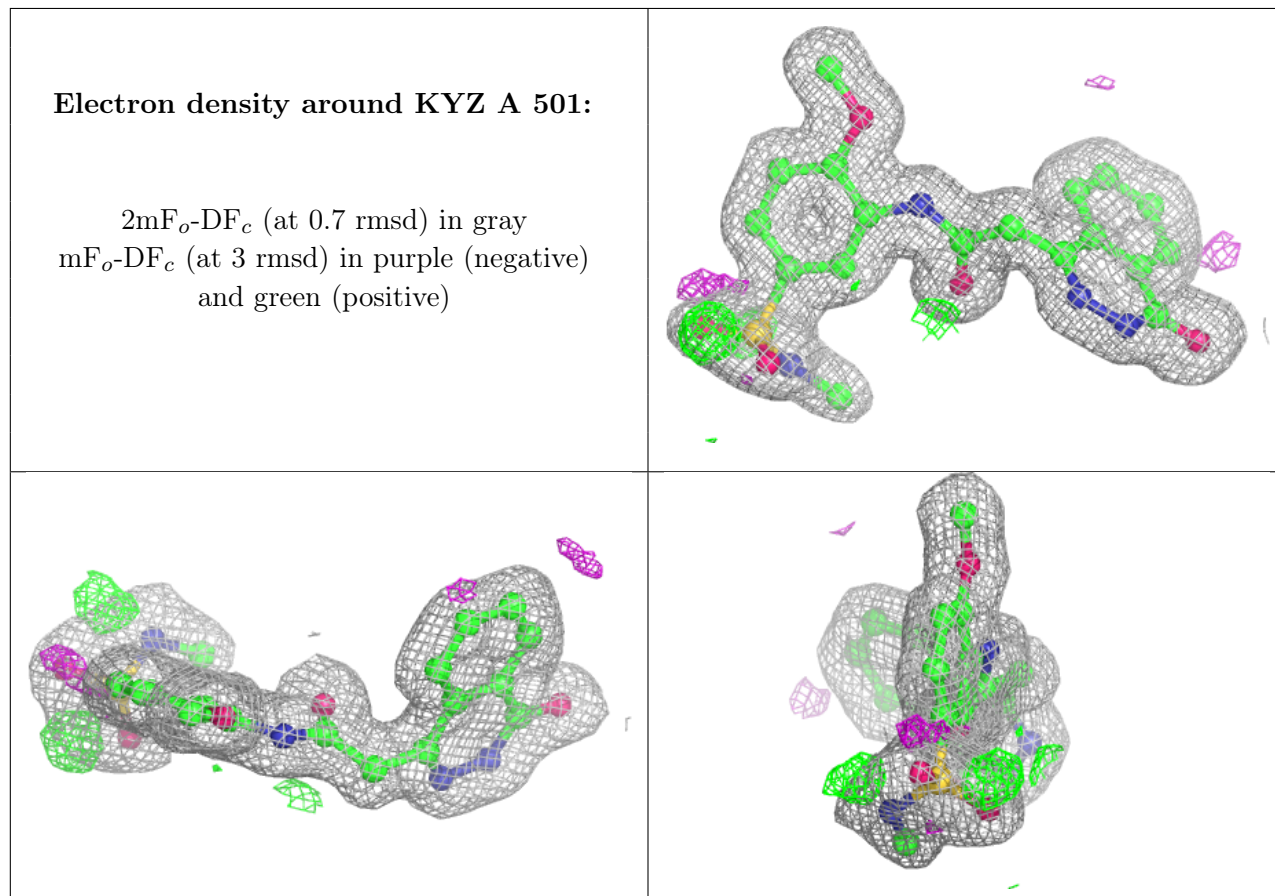 Electron density around KYZ A 501:
2mFo-DFc (at 0.7 rmsd) in gray
mFo-DFc (at 3 rmsd) in purple (negative)
and green (positive)